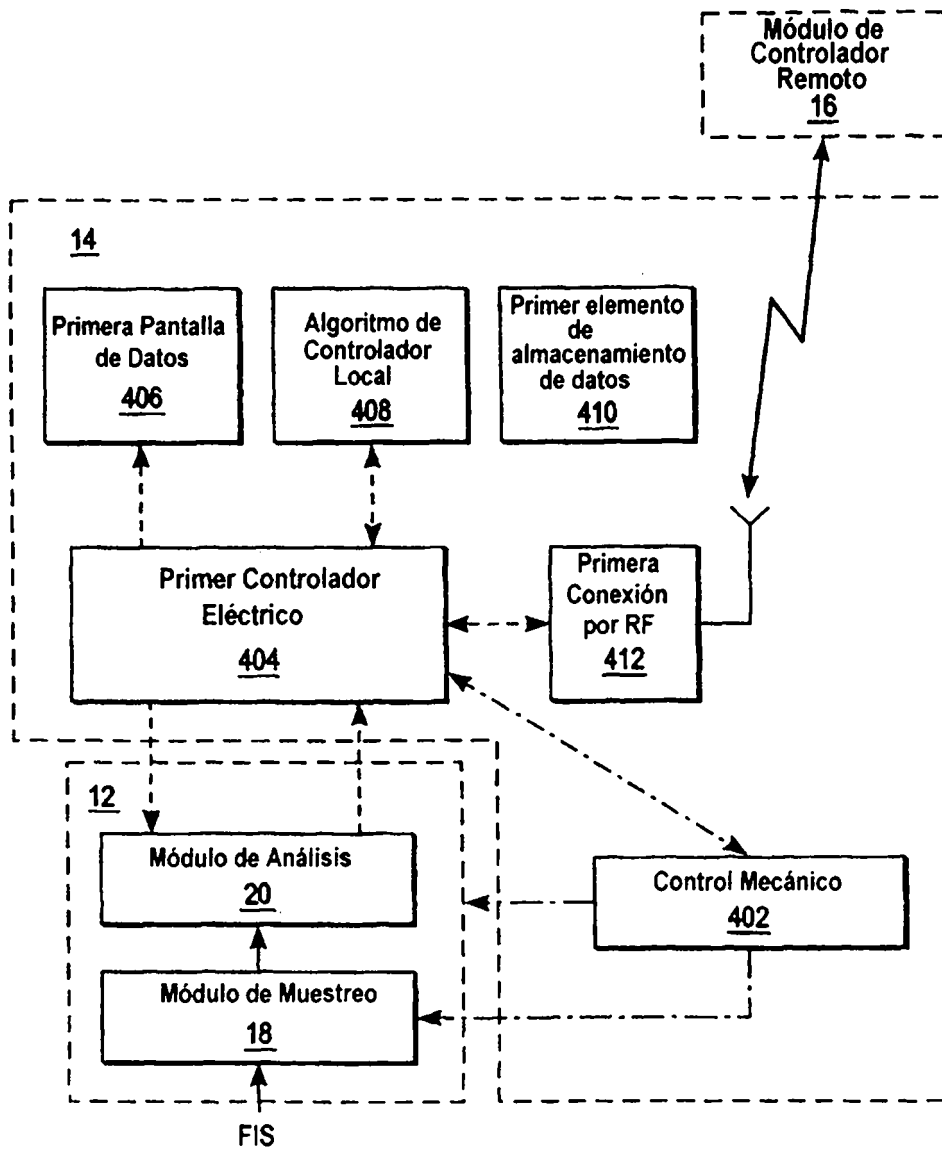 Módulo de
Controlador
Remoto
16
14
Primera Pantalla
de Datos
406
Algoritmo de
Controlador
Local
408
Primer elemento
de
almacenamiento
de datos
410
Primer Controlador
Eléctrico
404
Primera
Conexión
por RF
412
12
Módulo de Análisis
20
Control Mecánico
402
Módulo de Muestreo
18
FIS